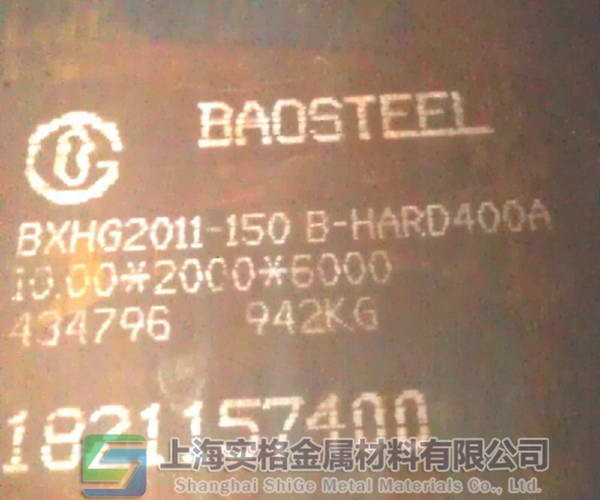 BAOSTEEL
BXHG2011-150 B-HARD400A
10.00*2000*6000
434796 942KG
1821157400
上海实格金属材料有限公司
Shanghai ShiGe Metal Materials Co., Ltd.